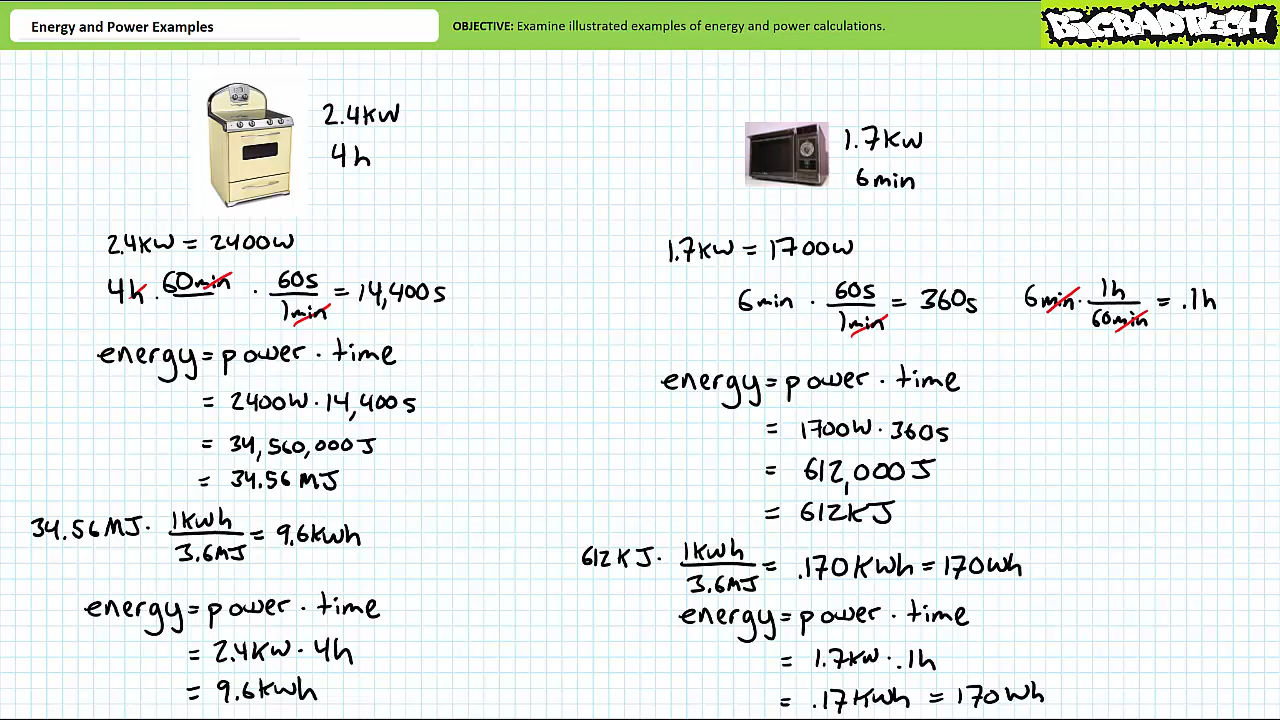 Energy and Power Examples
OBJECTIVE: Examine illustrated examples of energy and power calculations.
BIGBADTECH
2.4KW
4h
2.4KW = 2400W
4h · 60min · 60s / 1min = 14,400s
energy = power · time
= 2400W · 14,400s
= 34,560,000J
= 34.56 MJ
34.56 MJ · 1KWh / 3.6MJ = 9.6KWh
energy = power · time
= 2.4KW · 4h
= 9.6KWh
1.7KW
6min
1.7KW = 1700W
6min · 60s / 1min = 360s
6min · 1h / 60min = .1h
energy = power · time
= 1700W · 360s
= 612,000J
= 612KJ
612KJ · 1KWh / 3.6MJ = .170KWh = 170Wh
energy = power · time
= 1.7KW · .1h
= .17KWh = 170Wh